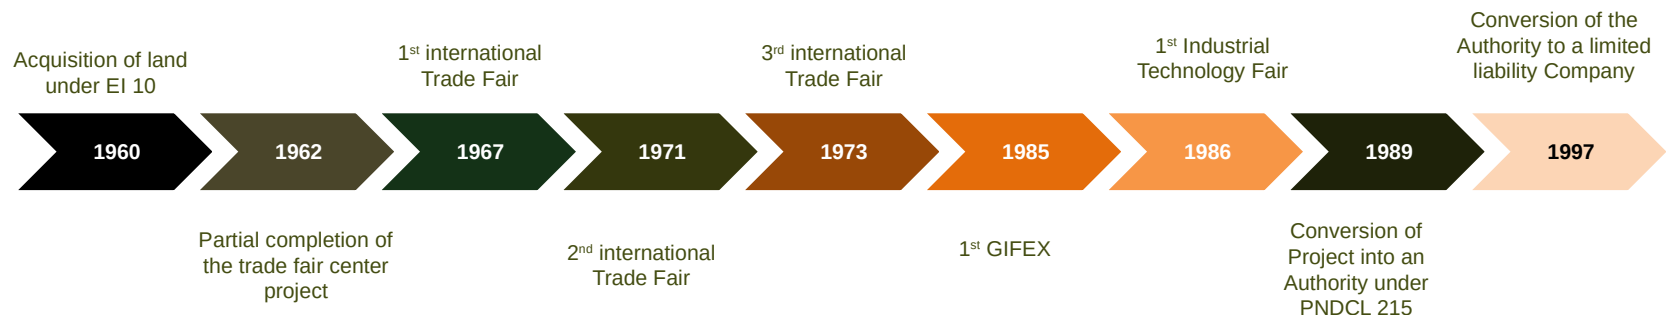 Acquisition of land
under EI 10
1st international
Trade Fair
3rd international
Trade Fair
1st Industrial
Technology Fair
Conversion of the
Authority to a limited
liability Company
1960
1962
1967
1971
1973
1985
1986
1989
1997
Partial completion of
the trade fair center
project
2nd international
Trade Fair
1st GIFEX
Conversion of
Project into an
Authority under
PNDCL 215